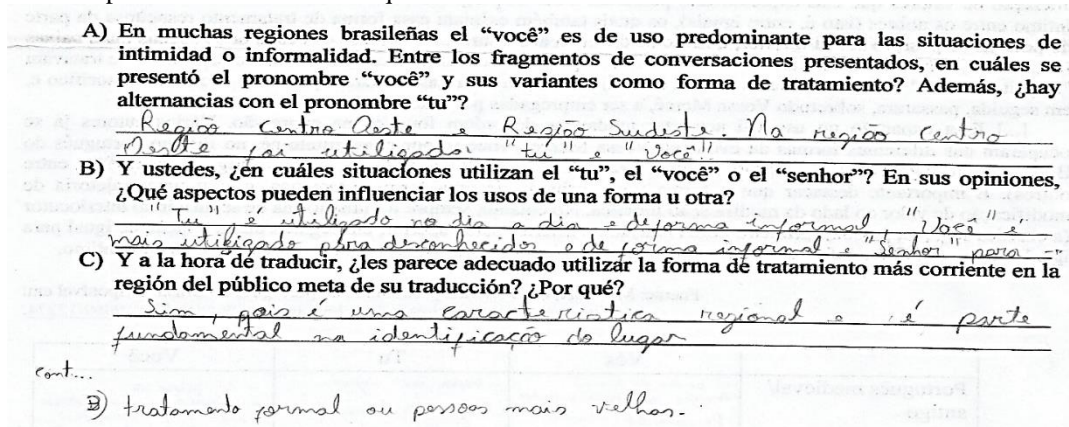 A) En muchas regiones brasileñas el “você” es de uso predominante para las situaciones de
intimidad o informalidad. Entre los fragmentos de conversaciones presentados, en cuáles se
presentó el pronombre “você” y sus variantes como forma de tratamiento? Además, ¿hay
alternancias con el pronombre “tu”?
Região Centro Oeste e Região Sudeste. Na região Centro
Oeste foi utilizado "tu" e "você".
B) Y ustedes, ¿en cuáles situaciones utilizan el “tu”, el “você” o el “senhor”? En sus opiniones,
¿Qué aspectos pueden influenciar los usos de una forma u otra?
"Tu" é utilizado no dia a dia e de forma informal, "Você" é
mais utilizado para desconhecidos e de forma informal e "Senhor" para →
C) Y a la hora de traducir, ¿les parece adecuado utilizar la forma de tratamiento más corriente en la
región del público meta de su traducción? ¿Por qué?
Sim, pois é uma caracteristica regional e é parte
fundamental na identificação do lugar
cont....
B) tratamento formal ou pessoas mais velhas.